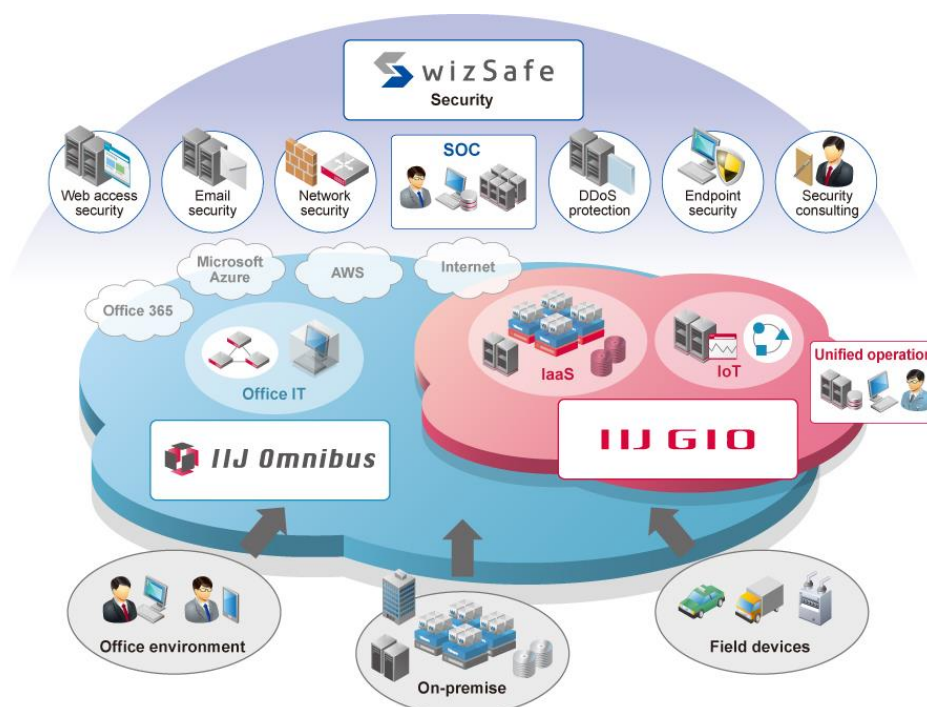 wizSafe
Security
Web access
security
Email
security
Network
security
SOC
DDoS
protection
Endpoint
security
Security
consulting
Microsoft
Azure
AWS
Internet
Office 365
Office IT
IaaS
IoT
Unified operation
IIJ Omnibus
IIJ GIO
Office environment
On-premise
Field devices